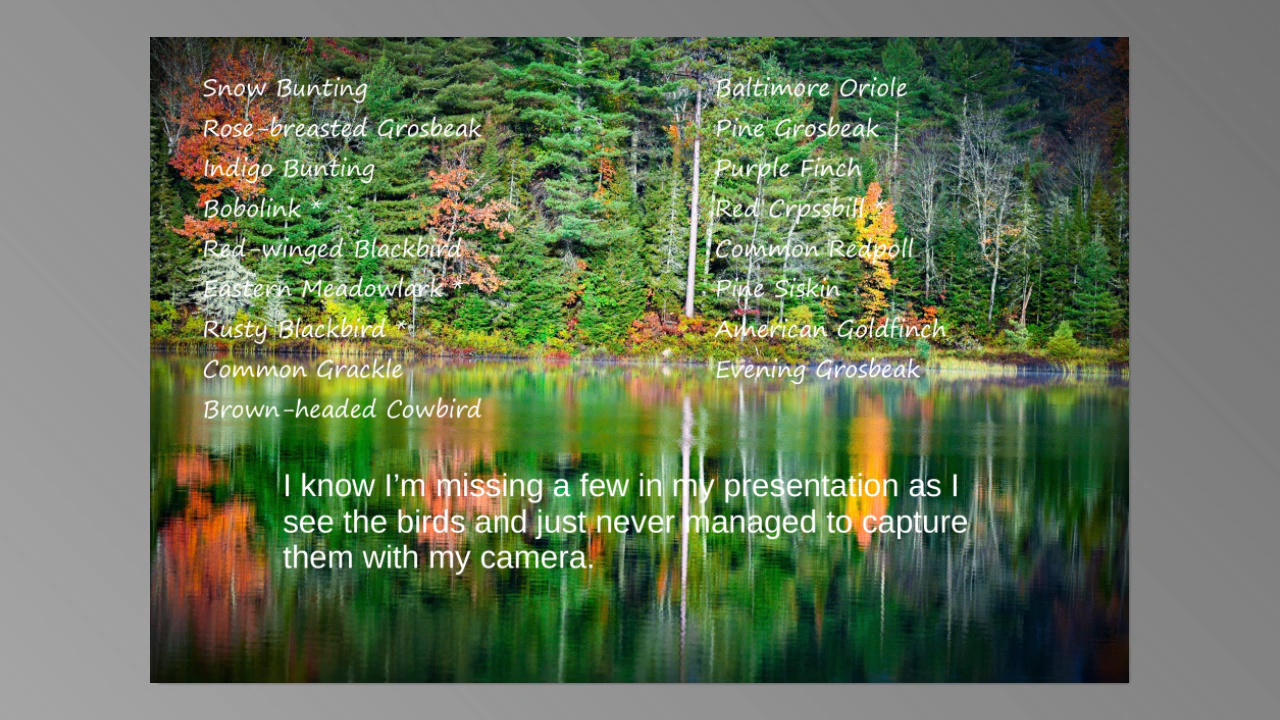 Snow Bunting
Rose-breasted Grosbeak
Indigo Bunting
Bobolink *
Red-winged Blackbird
Eastern Meadowlark *
Rusty Blackbird *
Common Grackle
Brown-headed Cowbird
Baltimore Oriole
Pine Grosbeak
Purple Finch
Red Crpssbill *
Common Redpoll
Pine Siskin
American Goldfinch
Evening Grosbeak
I know I’m missing a few in my presentation as I
see the birds and just never managed to capture
them with my camera.